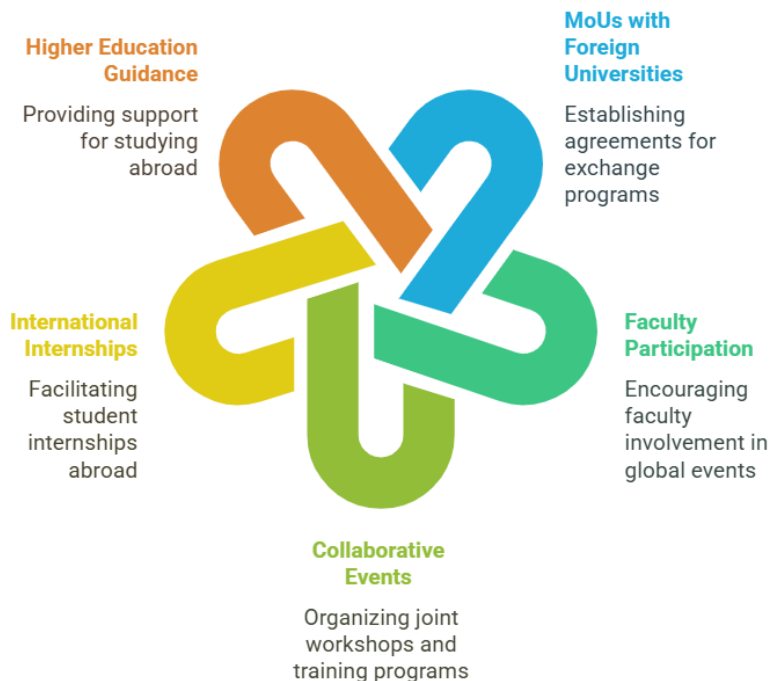 Higher Education
Guidance
Providing support
for studying
abroad
MoUs with
Foreign
Universities
Establishing
agreements for
exchange
programs
International
Internships
Facilitating
student
internships
abroad
Faculty
Participation
Encouraging
faculty
involvement in
global events
Collaborative
Events
Organizing joint
workshops and
training programs